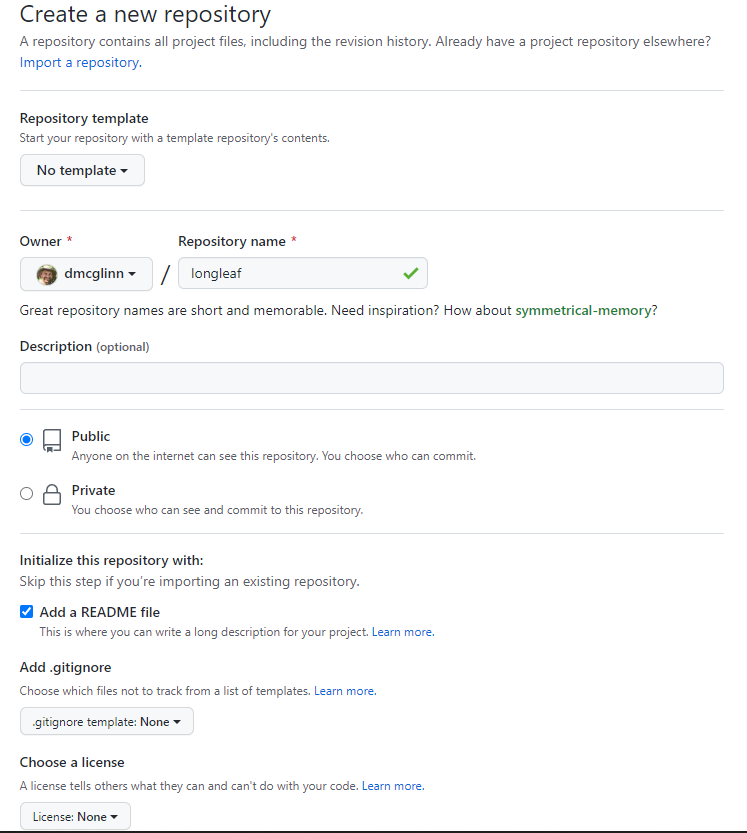 Create a new repository
A repository contains all project files, including the revision history. Already have a project repository elsewhere?
Import a repository.
Repository template
Start your repository with a template repository's contents.
No template
Owner *
Repository name *
dmcglinn
/
longleaf
Great repository names are short and memorable. Need inspiration? How about symmetrical-memory?
Description (optional)
Public
Anyone on the internet can see this repository. You choose who can commit.
Private
You choose who can see and commit to this repository.
Initialize this repository with:
Skip this step if you're importing an existing repository.
Add a README file
This is where you can write a long description for your project. Learn more.
Add .gitignore
Choose which files not to track from a list of templates. Learn more.
.gitignore template: None
Choose a license
A license tells others what they can and can't do with your code. Learn more.
License: None